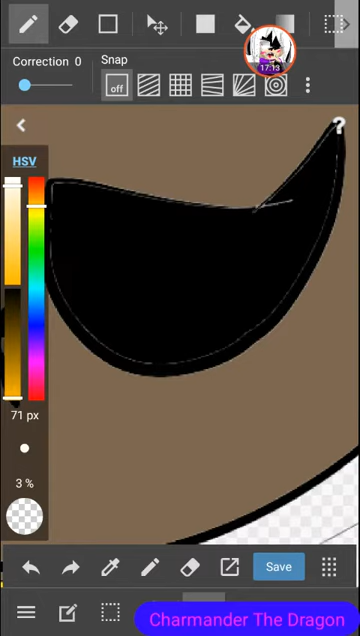 Correction 0
Snap
off
17:13
?
HSV
71 px
3 %
Save
Charmander The Dragon